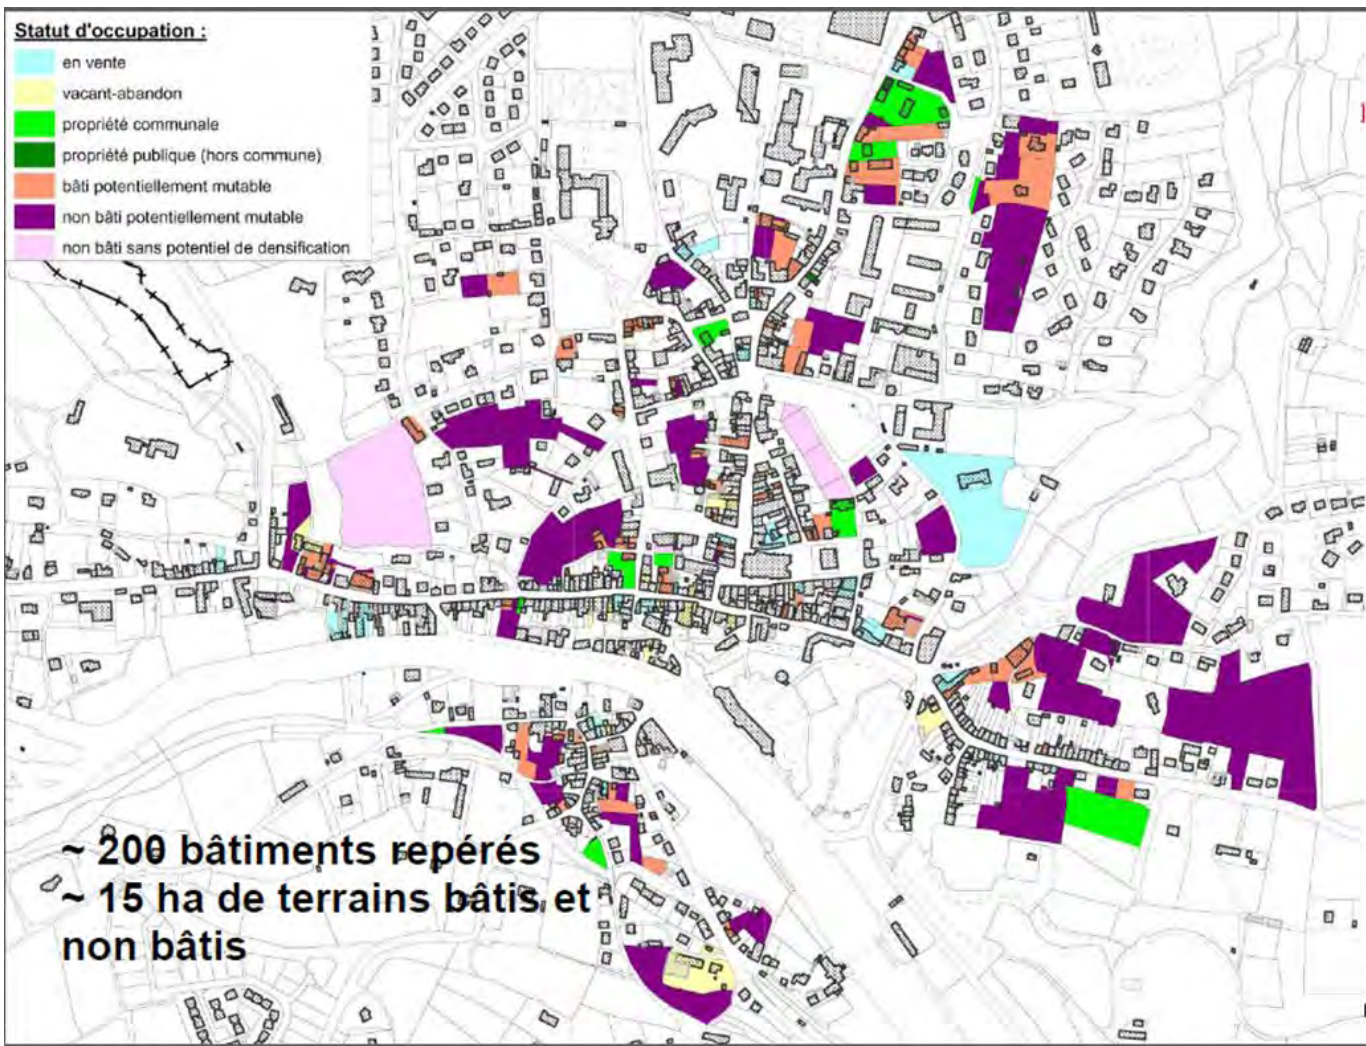 Statut d'occupation :
en vente
vacant-abandon
propriété communale
propriété publique (hors commune)
bâti potentiellement mutable
non bâti potentiellement mutable
non bâti sans potentiel de densification
~ 200 bâtiments repérés
~ 15 ha de terrains bâtis et
non bâtis